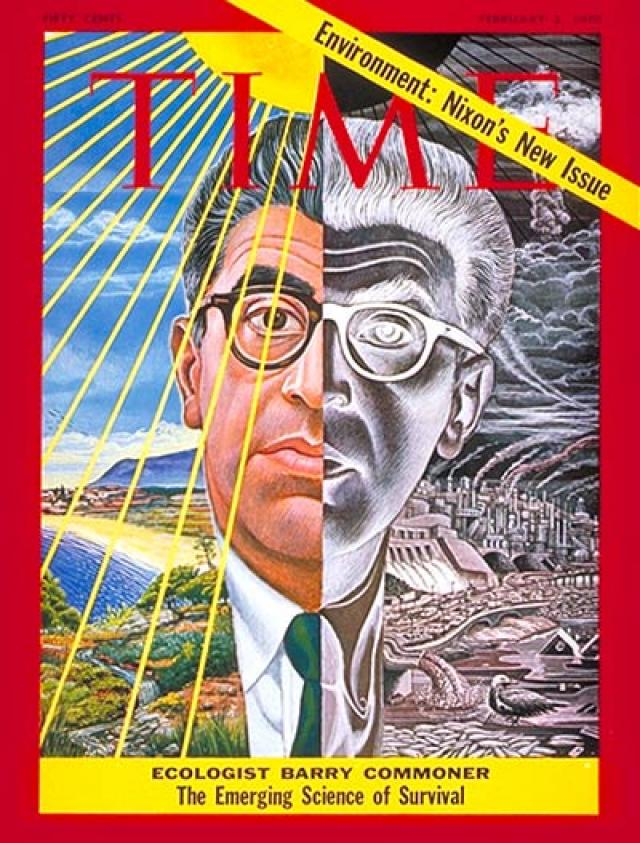 FIFTY CENTS
FEBRUARY 2, 1970
TIME
Environment: Nixon's New Issue
ECOLOGIST BARRY COMMONER
The Emerging Science of Survival